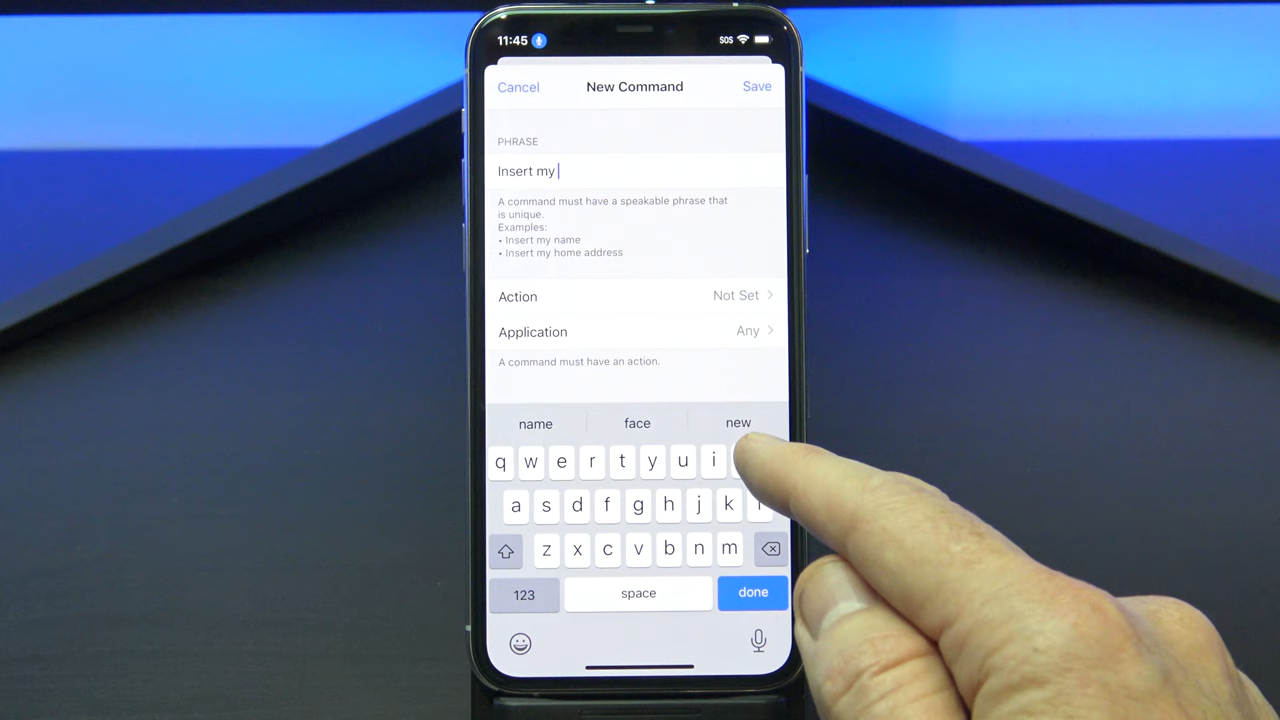 11:45 SOS
Cancel New Command Save
PHRASE
Insert my
A command must have a speakable phrase that
is unique.
Examples:
• Insert my name
• Insert my home address
Action Not Set >
Application Any >
A command must have an action.
name face new
q w e r t y u i
a s d f g h j k l
z x c v b n m
123 space done